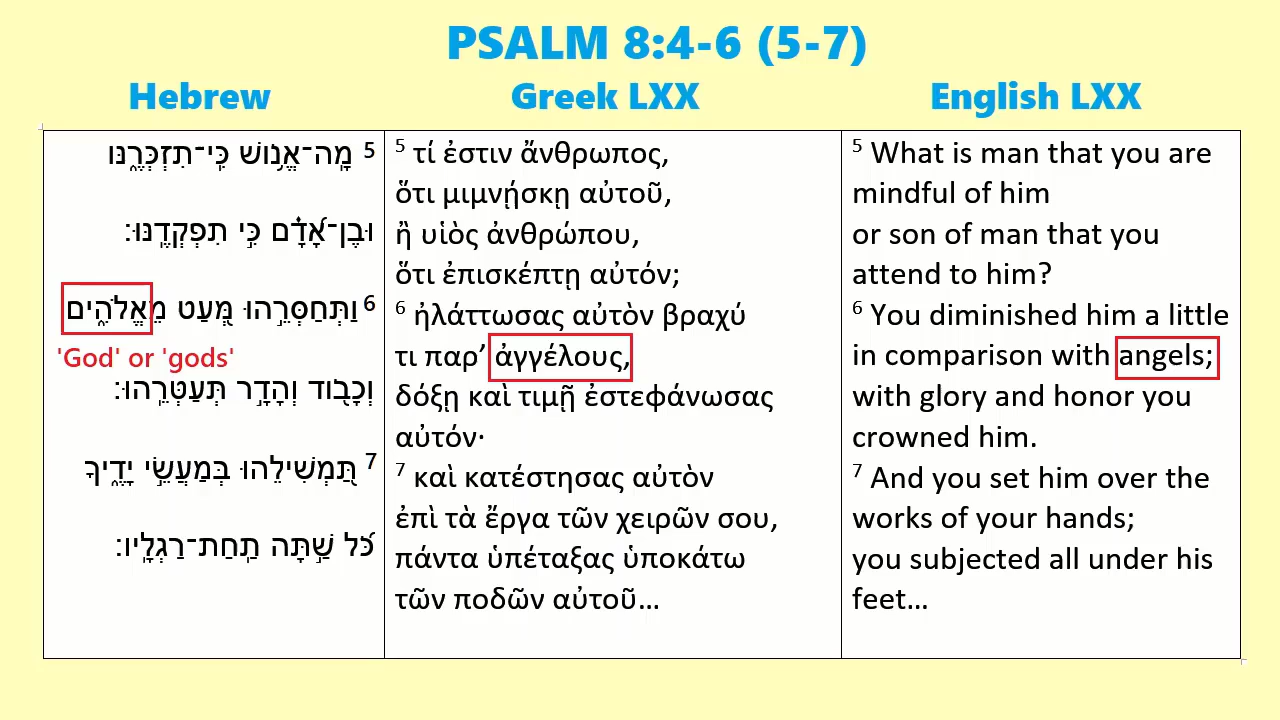 PSALM 8:4-6 (5-7)
Hebrew
Greek LXX
English LXX
5 מָֽה־אֱנ֥וֹשׁ כִּֽי־תִזְכְּרֶ֑נּוּ
וּבֶן־אָ֝דָ֗ם כִּ֣י תִפְקְדֶֽנּוּ׃
6 וַתְּחַסְּרֵ֣הוּ מְּ֭עַט מֵאֱלֹהִ֑ים
'God' or 'gods'
וְכָב֖וֹד וְהָדָ֣ר תְּעַטְּרֵֽהוּ׃
7 תַּ֭מְשִׁילֵהוּ בְּמַעֲשֵׂ֣י יָדֶ֑יךָ
כֹּ֝ל שַׁ֣תָּה תַֽחַת־רַגְלָֽיו׃
5 τί ἐστιν ἄνθρωπος,
ὅτι μιμνῄσκῃ αὐτοῦ,
ἢ υἱὸς ἀνθρώπου,
ὅτι ἐπισκέπτῃ αὐτόν;
6 ἠλάττωσας αὐτὸν βραχύ
τι παρ’ ἀγγέλους,
δόξῃ καὶ τιμῇ ἐστεφάνωσας
αὐτόν·
7 καὶ κατέστησας αὐτὸν
ἐπὶ τὰ ἔργα τῶν χειρῶν σου,
πάντα ὑπέταξας ὑποκάτω
τῶν ποδῶν αὐτοῦ…
5 What is man that you are
mindful of him
or son of man that you
attend to him?
6 You diminished him a little
in comparison with angels;
with glory and honor you
crowned him.
7 And you set him over the
works of your hands;
you subjected all under his
feet…